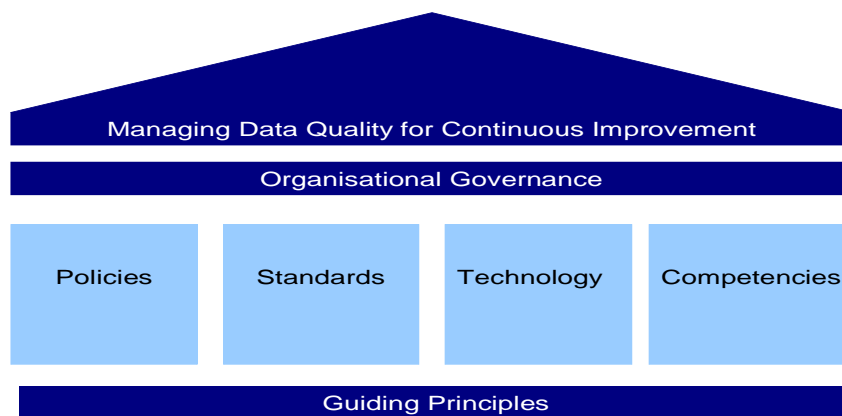 Managing Data Quality for Continuous Improvement
Organisational Governance
Policies Standards Technology Competencies
Guiding Principles